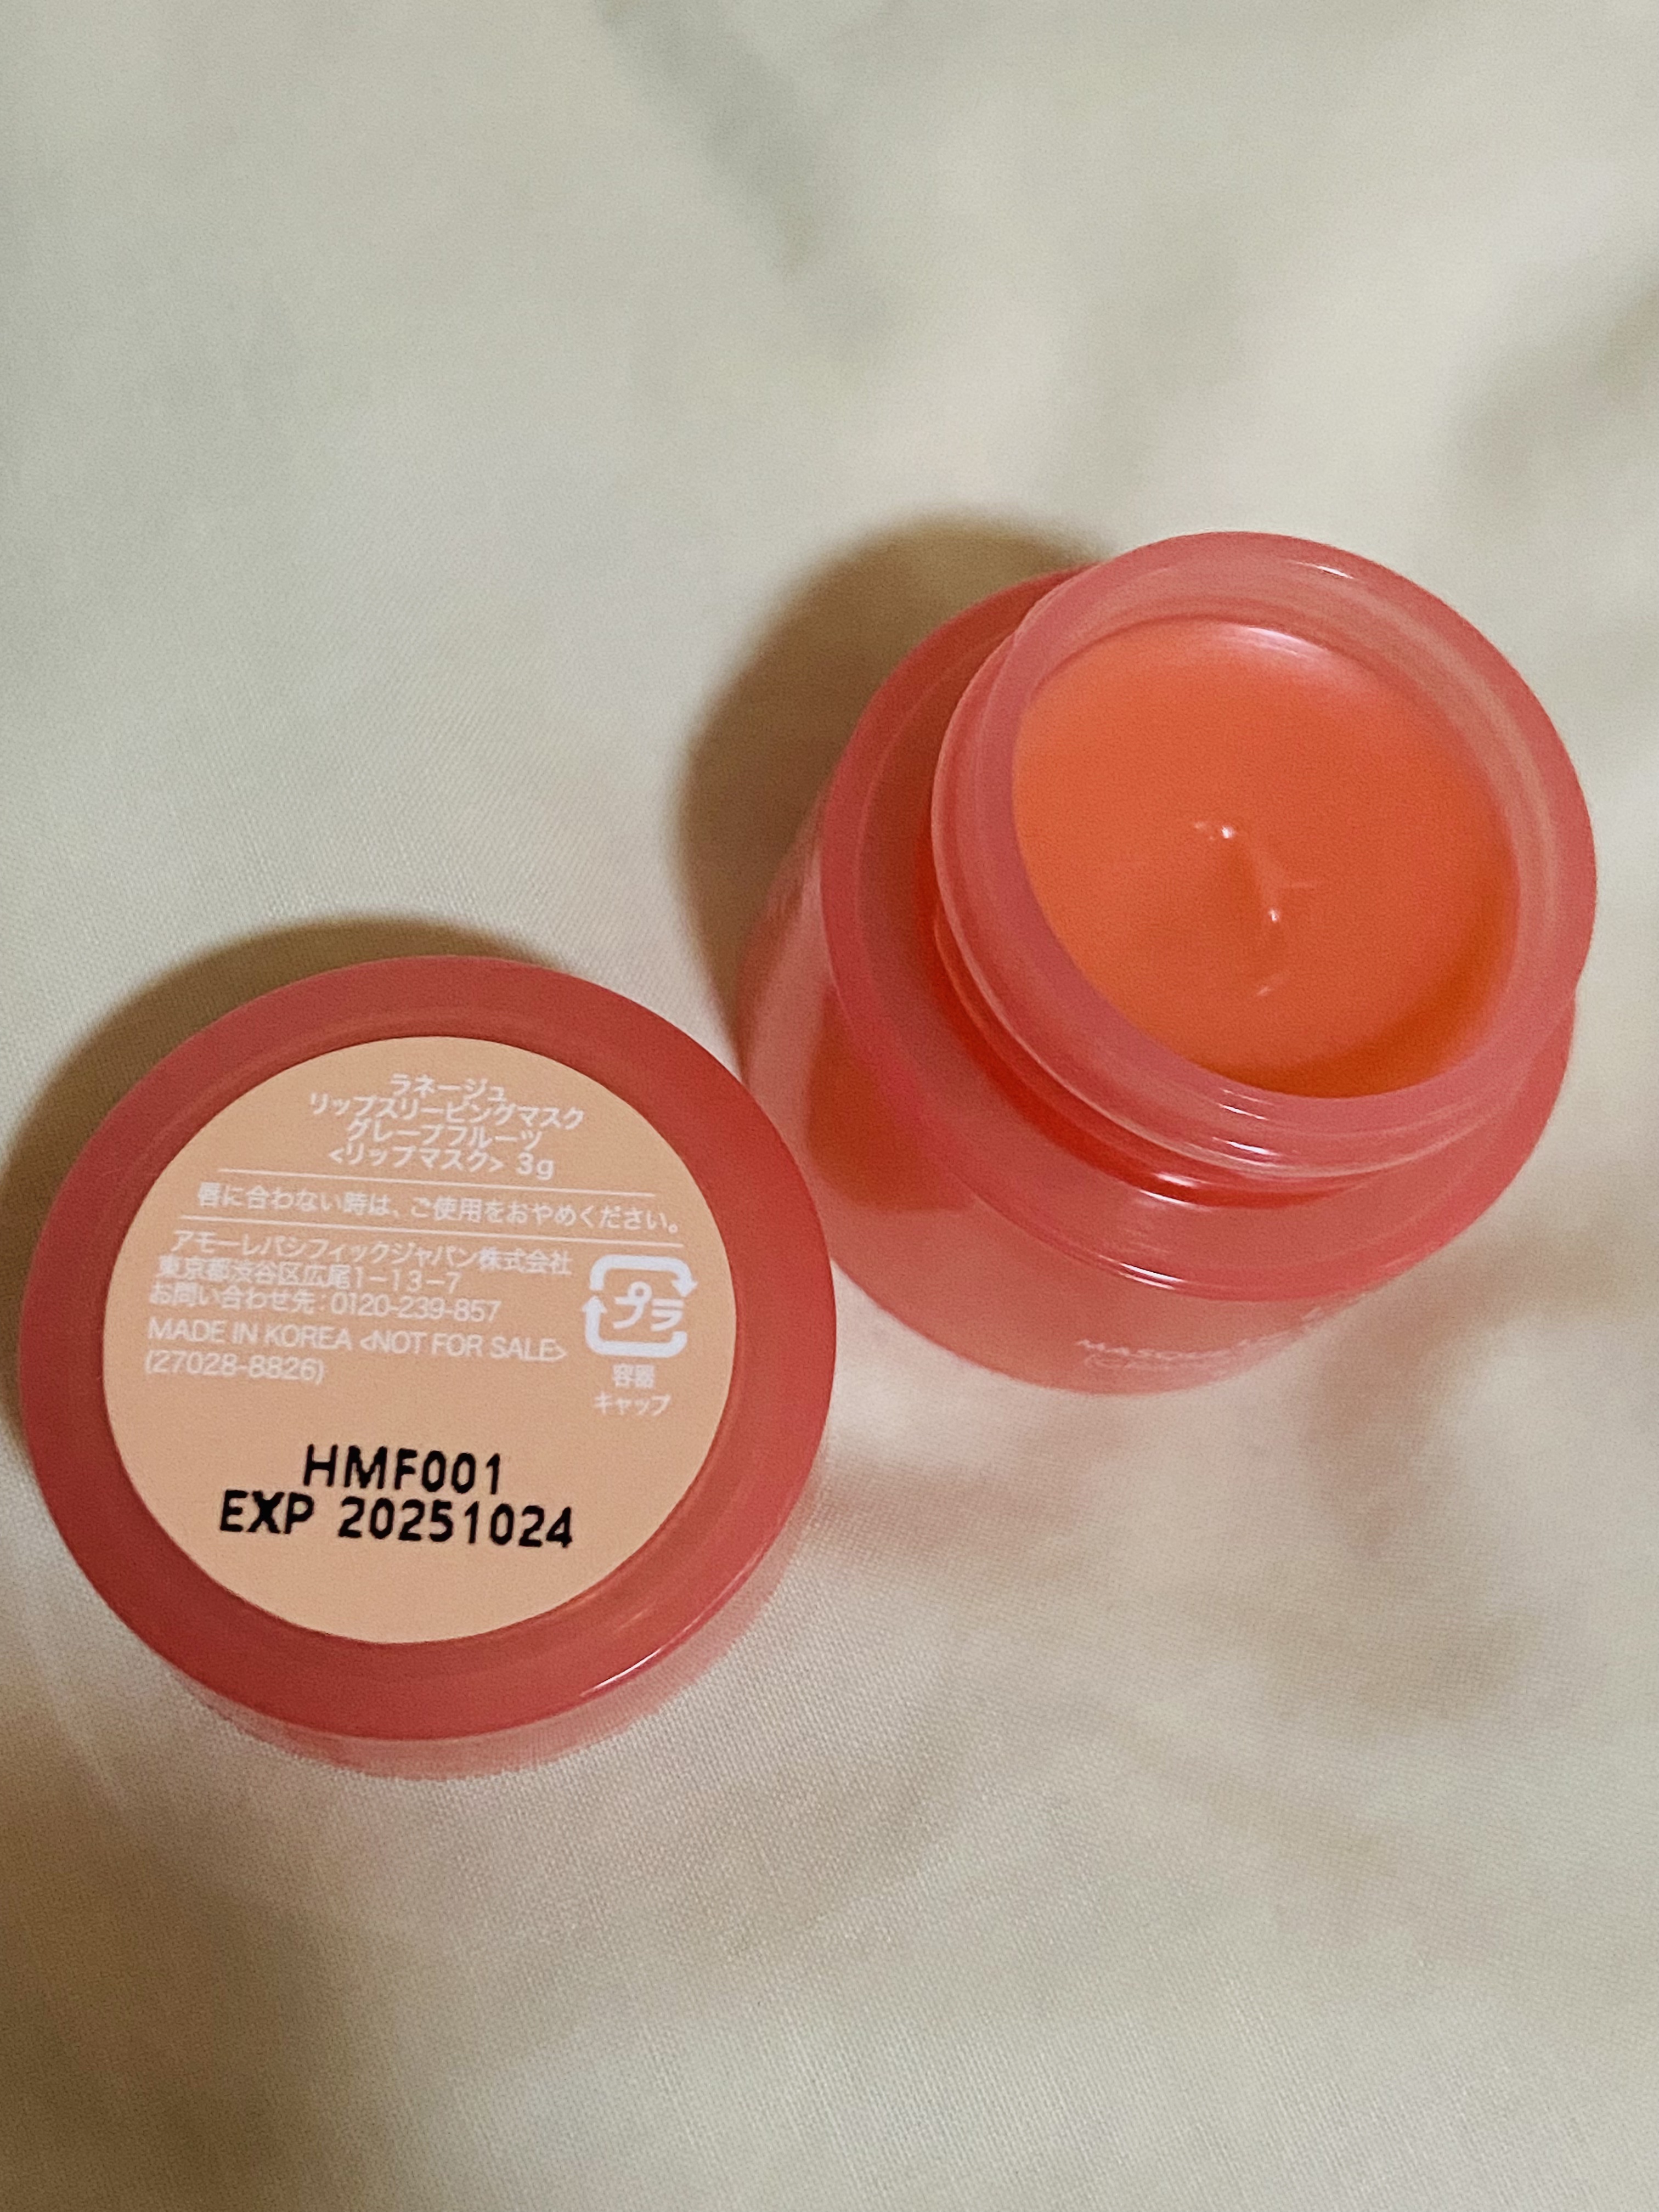 ラネージュ
リップスリーピングマスク
グレープフルーツ
<リップマスク> 3g
唇に合わない時は、ご使用をおやめください。
アモーレパシフィックジャパン株式会社
東京都渋谷区広尾1-13-7
お問い合わせ先:0120-239-857
MADE IN KOREA <NOT FOR SALE>
(27028-8826)
プラ
容器
キャップ
HMF001
EXP 20251024